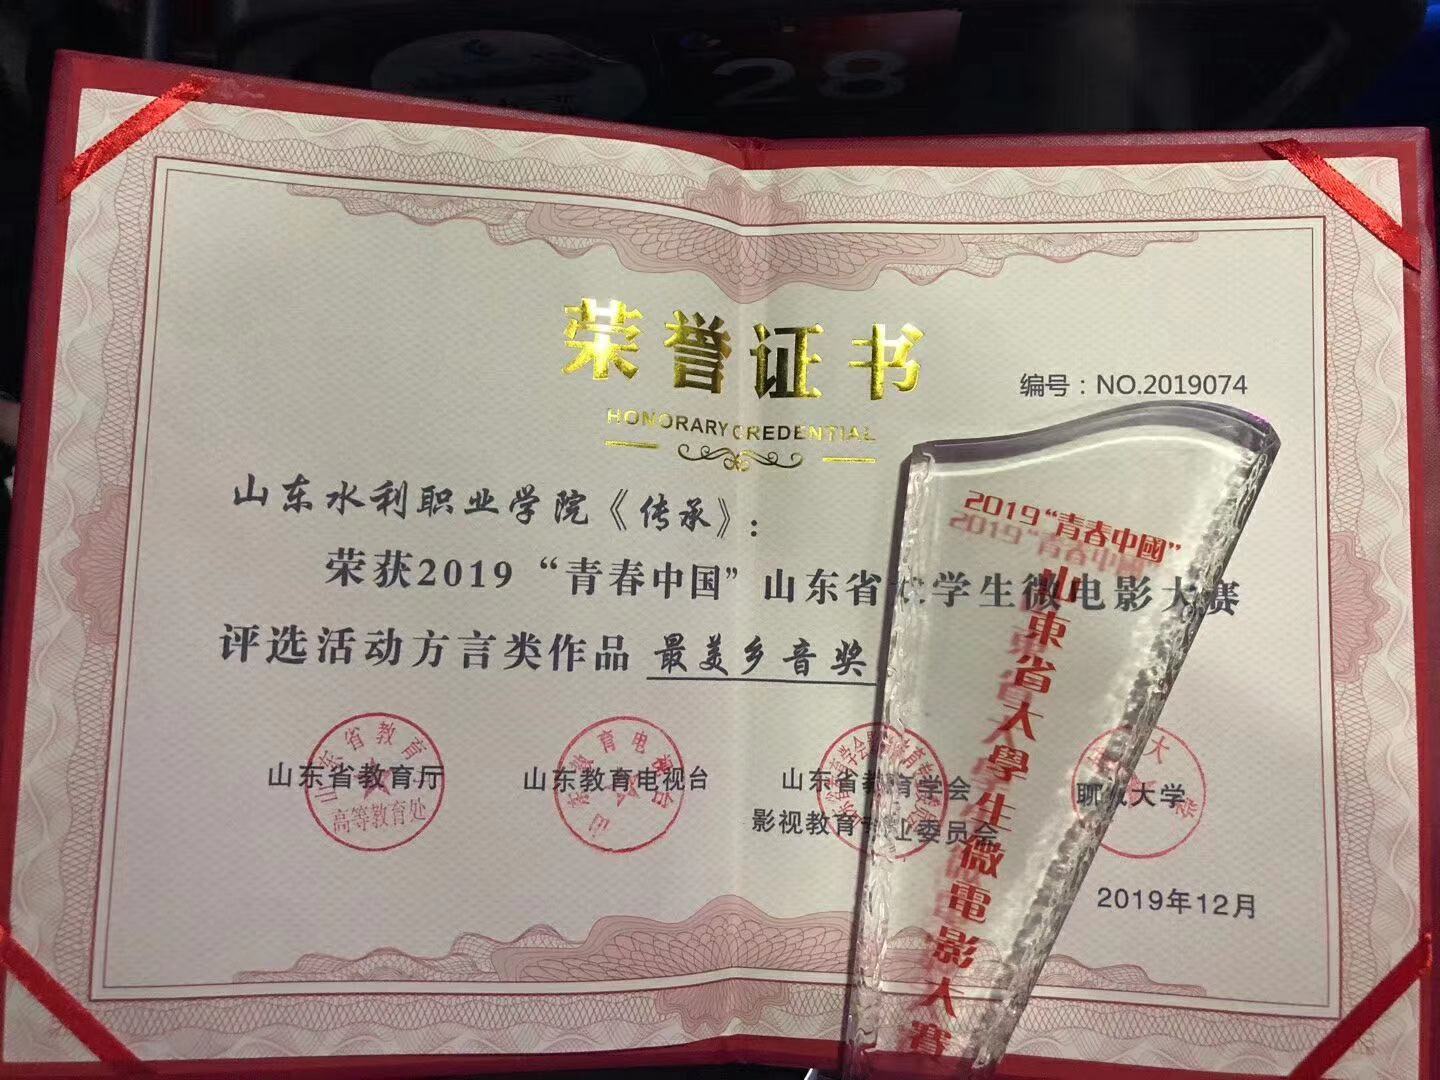 28
荣誉证书
编号：NO.2019074
HONORARY CREDENTIAL
山东水利职业学院《传承》：
荣获2019“青春中国”山东省大学生微电影大赛
评选活动方言类作品 最美乡音奖
山东省教育厅
高等教育处
山东教育电视台
山东省教育学会
影视教育专业委员会
聊城大学
2019年12月
2019“青春中國”
山東省大學生微電影大賽